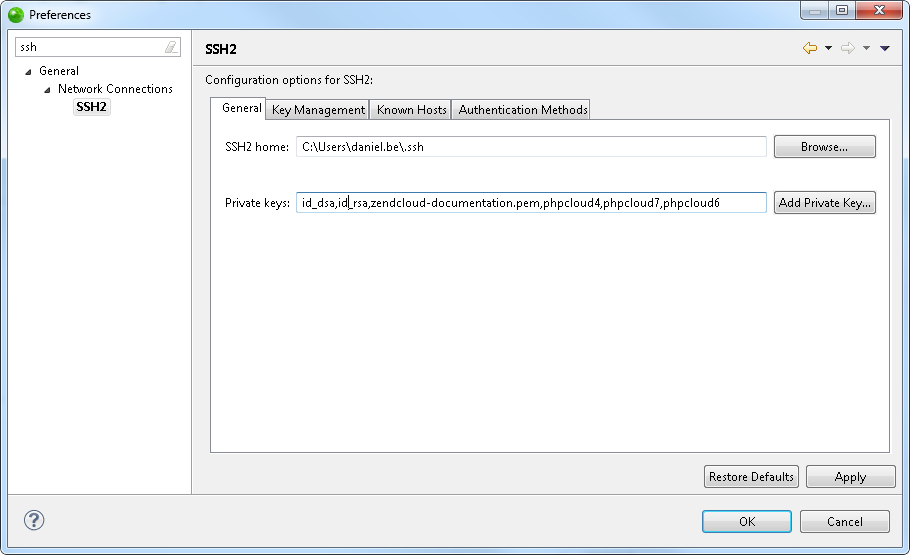 Preferences
ssh
General
Network Connections
SSH2
SSH2
Configuration options for SSH2:
General Key Management Known Hosts Authentication Methods
SSH2 home: C:\Users\daniel.be\.ssh Browse...
Private keys: id_dsa,id_rsa,zendcloud-documentation.pem,phpcloud4,phpcloud7,phpcloud6 Add Private Key...
Restore Defaults Apply
? OK Cancel